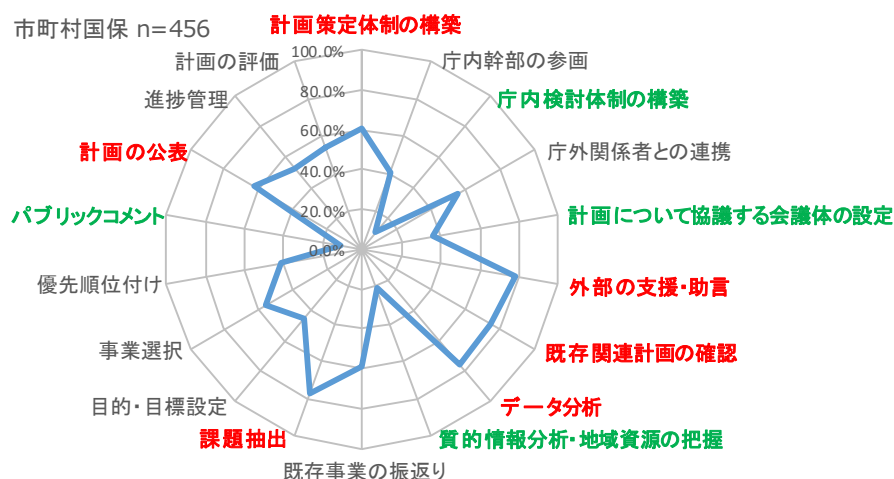 市町村国保 n=456
計画策定体制の構築
庁内幹部の参画
庁内検討体制の構築
庁外関係者との連携
計画について協議する会議体の設定
外部の支援・助言
既存関連計画の確認
データ分析
質的情報分析・地域資源の把握
既存事業の振返り
課題抽出
目的・目標設定
事業選択
優先順位付け
パブリックコメント
計画の公表
進捗管理
計画の評価
100.0%
80.0%
60.0%
40.0%
20.0%
0.0%